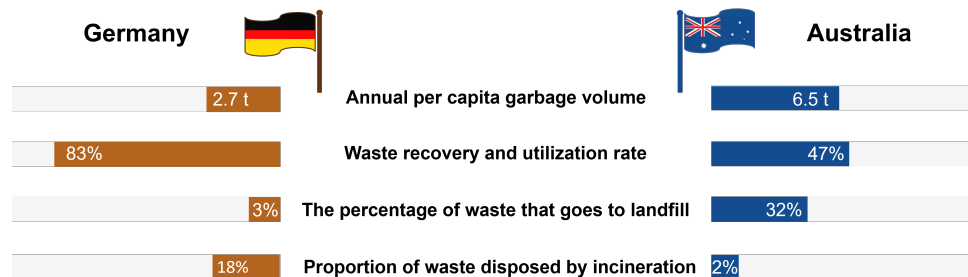 Germany
Australia
2.7 t Annual per capita garbage volume 6.5 t
83% Waste recovery and utilization rate 47%
3% The percentage of waste that goes to landfill 32%
18% Proportion of waste disposed by incineration 2%